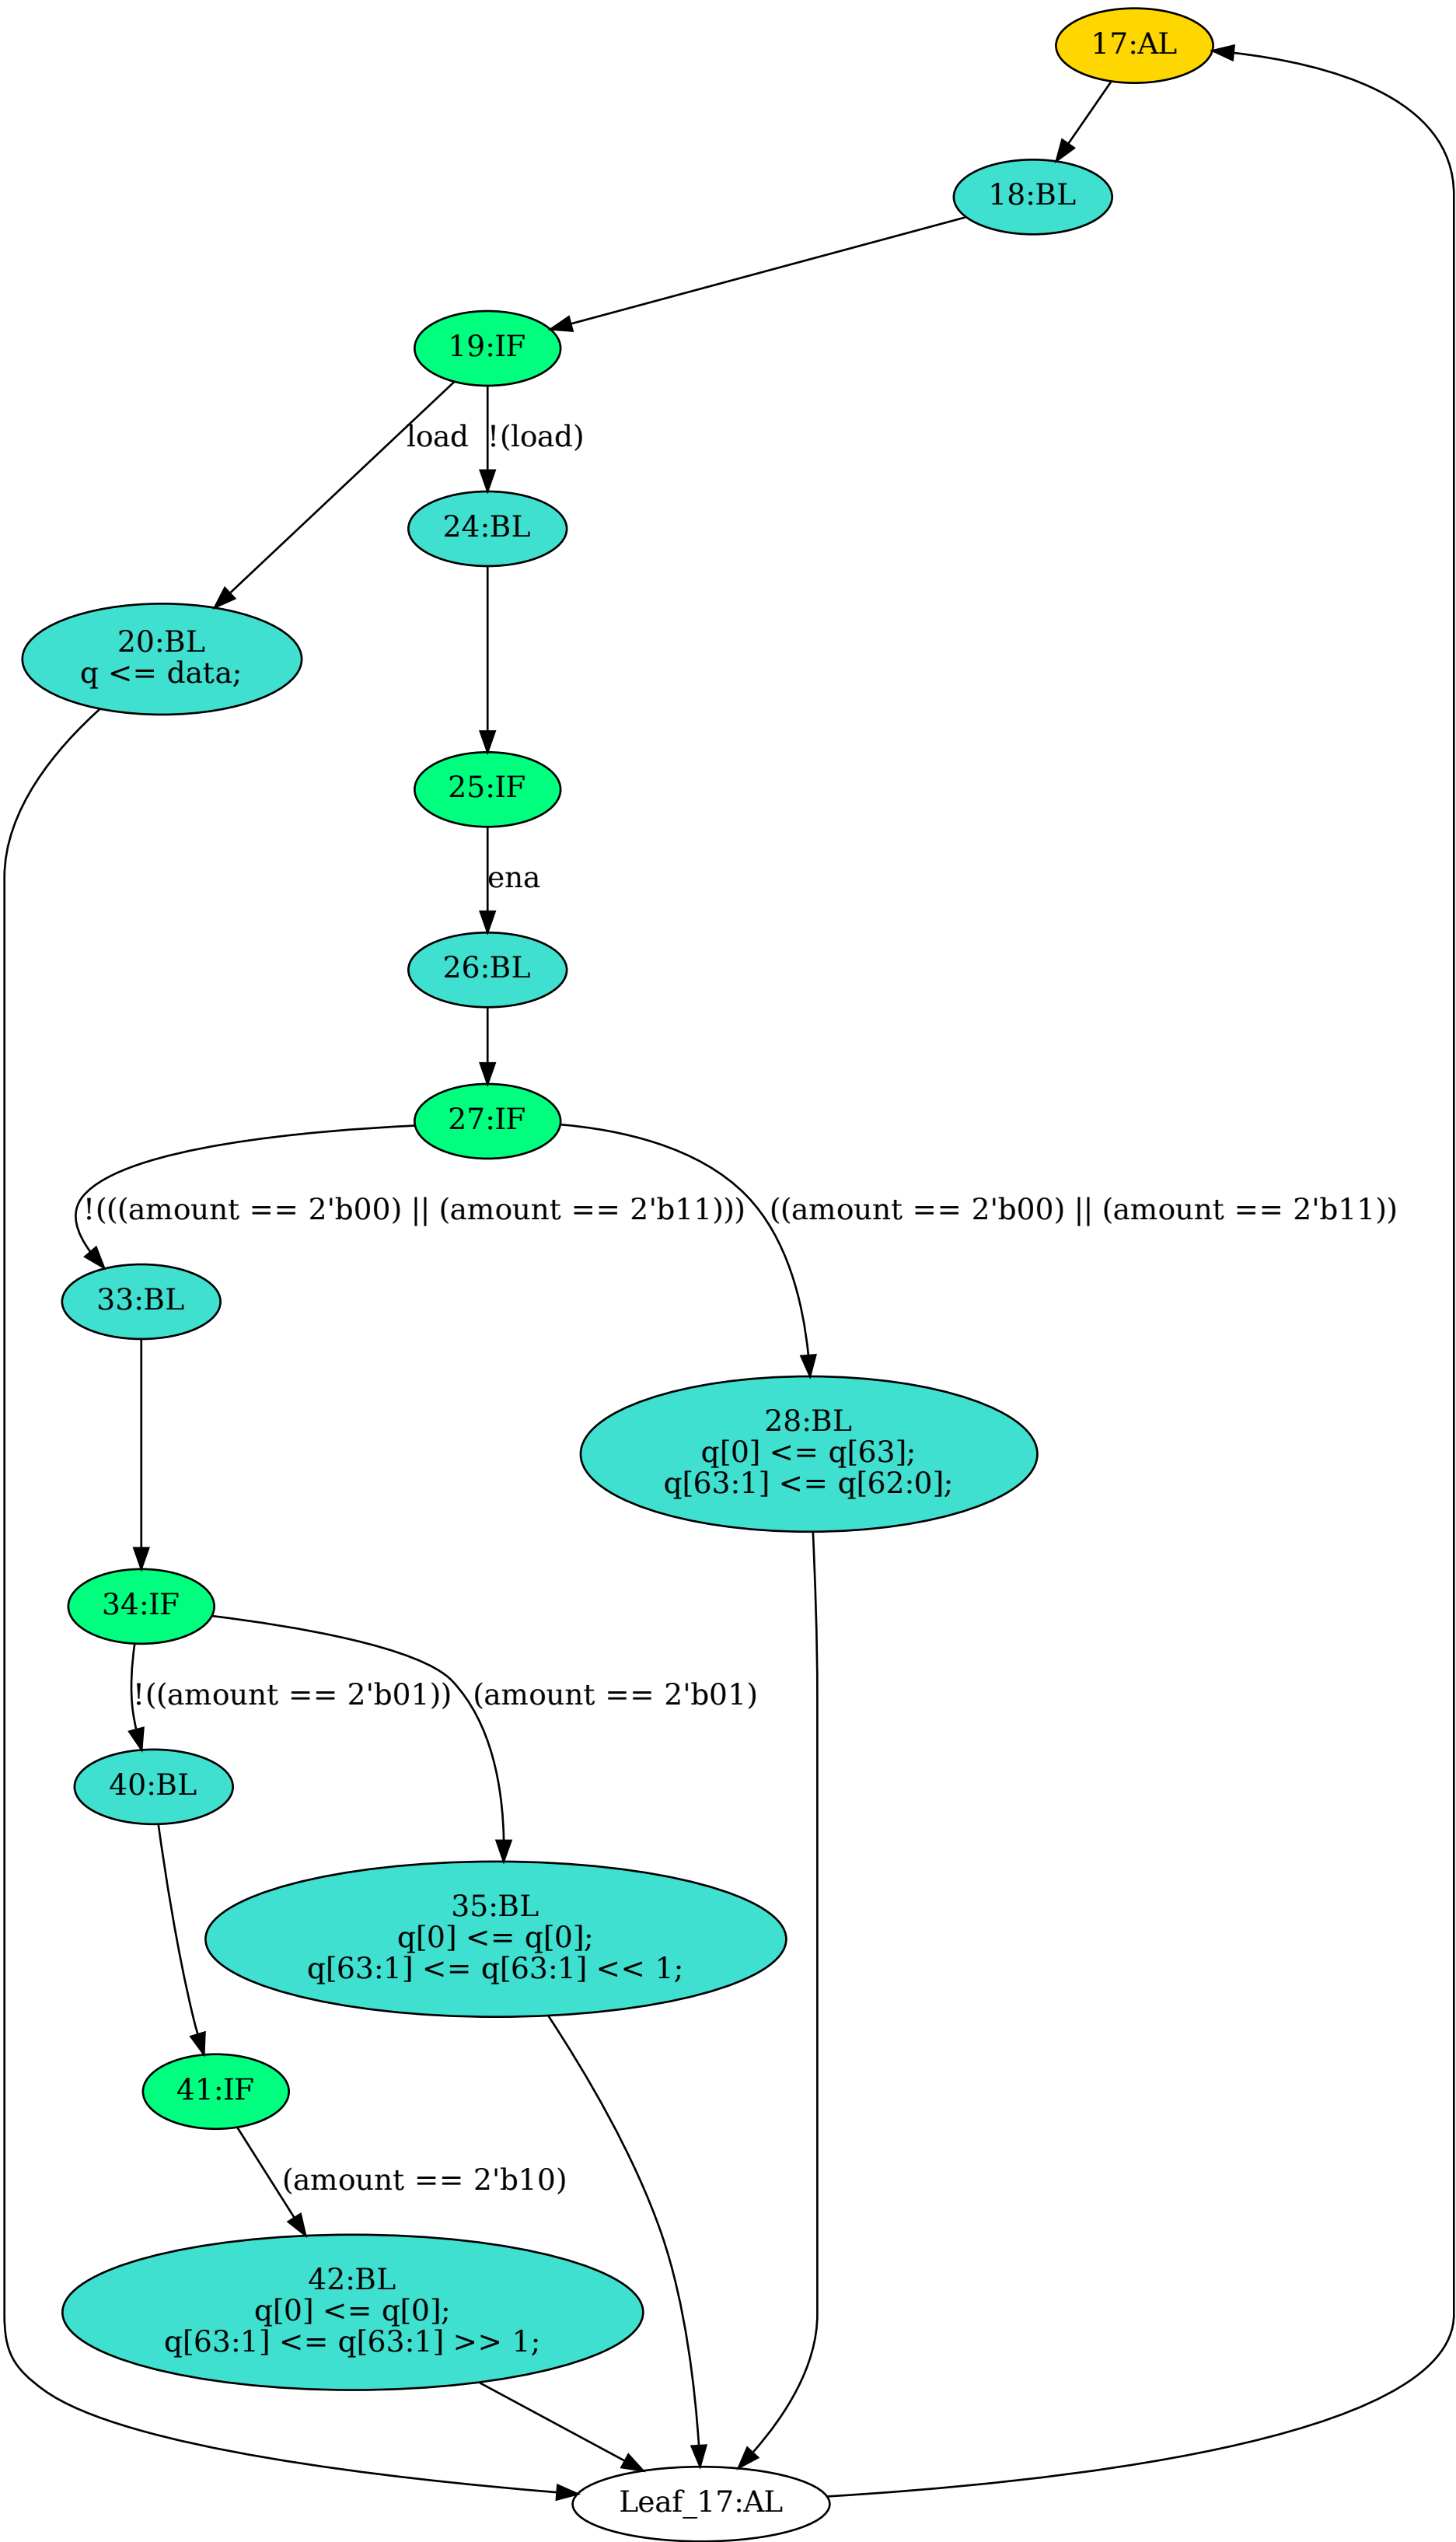 17:AL
18:BL
19:IF
load
!(load)
24:BL
20:BL
q <= data;
25:IF
ena
26:BL
27:IF
!(((amount == 2'b00) || (amount == 2'b11)))
((amount == 2'b00) || (amount == 2'b11))
33:BL
28:BL
q[0] <= q[63];
q[63:1] <= q[62:0];
34:IF
!((amount == 2'b01))
(amount == 2'b01)
40:BL
35:BL
q[0] <= q[0];
q[63:1] <= q[63:1] << 1;
41:IF
(amount == 2'b10)
42:BL
q[0] <= q[0];
q[63:1] <= q[63:1] >> 1;
Leaf_17:AL